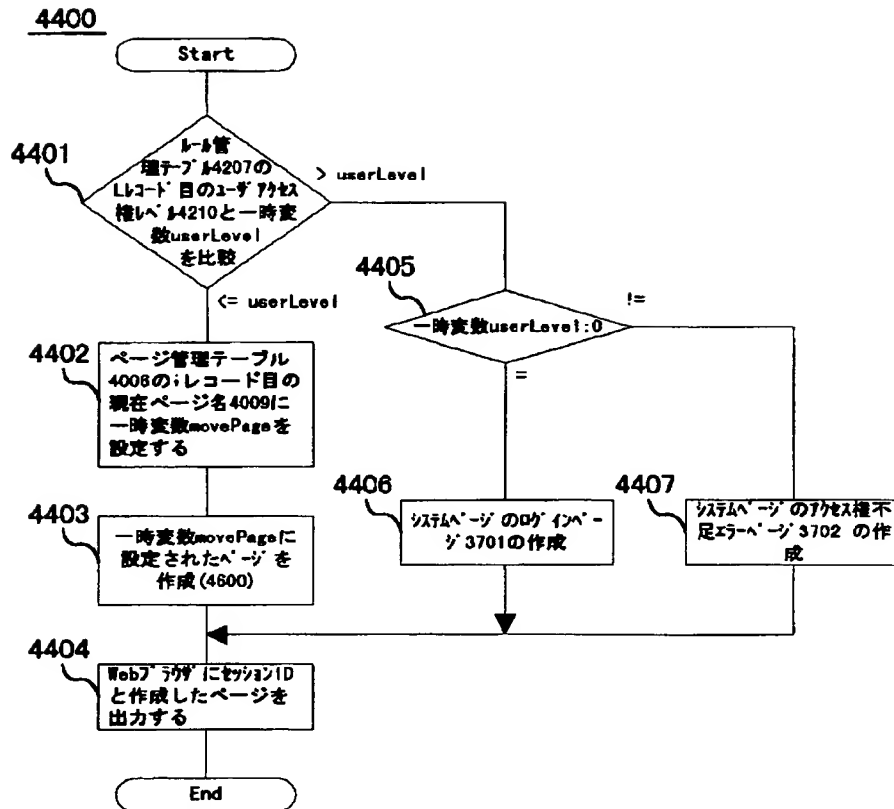 4400
Start
4401
ルール管
理テーブル4207の
Lレコード目のユーザアクセス
権レベル4210と一時変
数userLevel
を比較
> userLevel
<= userLevel
4405
一時変数userLevel:0
!=
=
4402
ページ管理テーブル
4006のiレコード目の
現在ページ名4009に
一時変数movePageを
設定する
4403
一時変数movePageに
設定されたページを
作成(4600)
4406
システムページのログインペー
ジ3701の作成
4407
システムページのアクセス権不
足エラーページ3702 の作
成
4404
WebブラウザにセッションID
と作成したページを
出力する
End